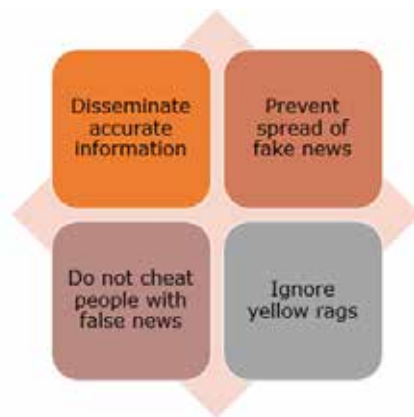 Disseminate
accurate
information
Prevent
spread of
fake news
Do not cheat
people with
false news
Ignore
yellow rags